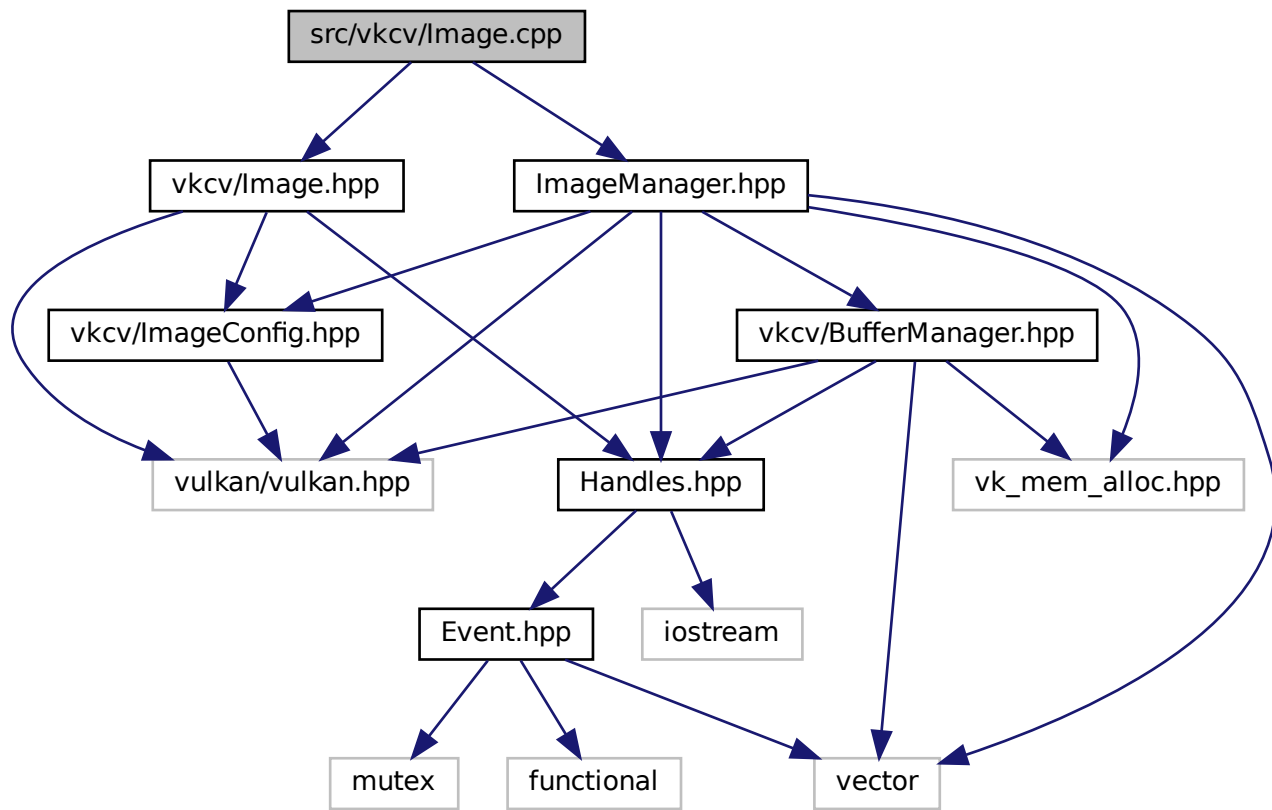 src/vkcv/Image.cpp
vkcv/Image.hpp
ImageManager.hpp
vkcv/ImageConfig.hpp
vkcv/BufferManager.hpp
vulkan/vulkan.hpp
Handles.hpp
vk_mem_alloc.hpp
Event.hpp
iostream
mutex
functional
vector